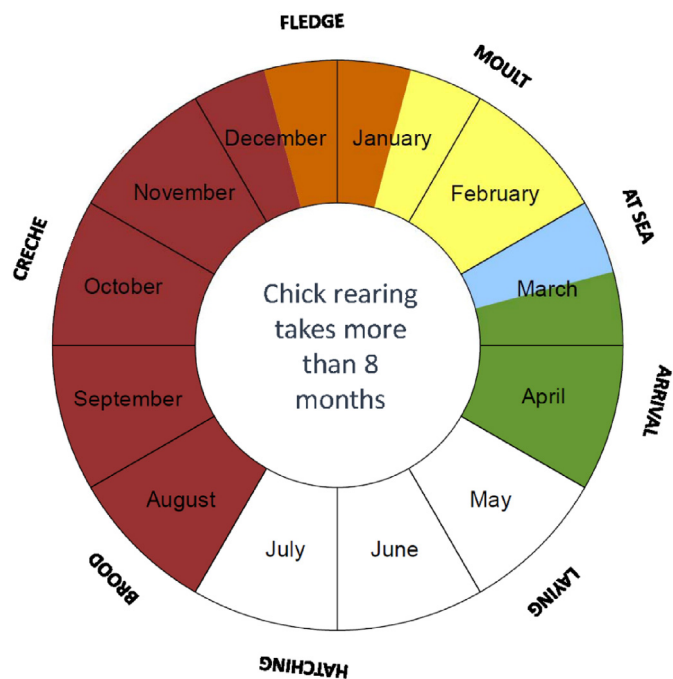 FLEDGE
MOULT
AT SEA
ARRIVAL
LAYING
HATCHING
BROOD
CRECHE
January
February
March
April
May
June
July
August
September
October
November
December
Chick rearing
takes more
than 8
months